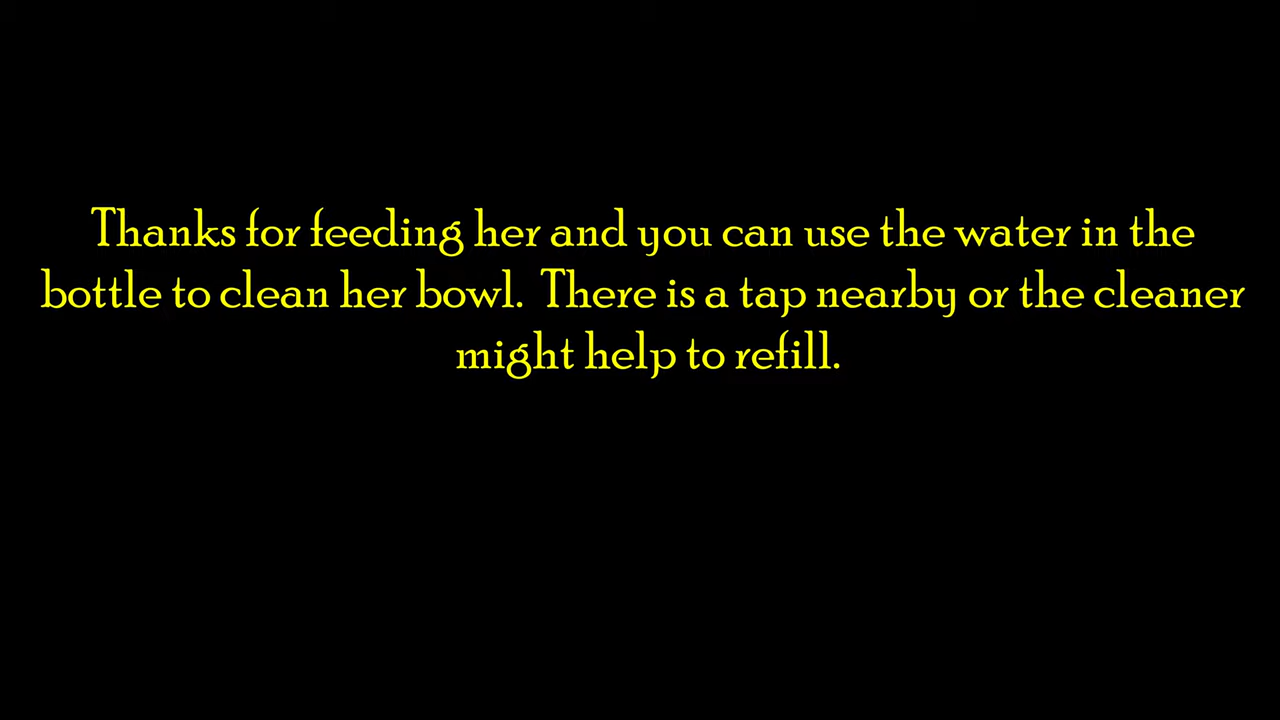 Thanks for feeding her and you can use the water in the
bottle to clean her bowl.  There is a tap nearby or the cleaner
might help to refill.